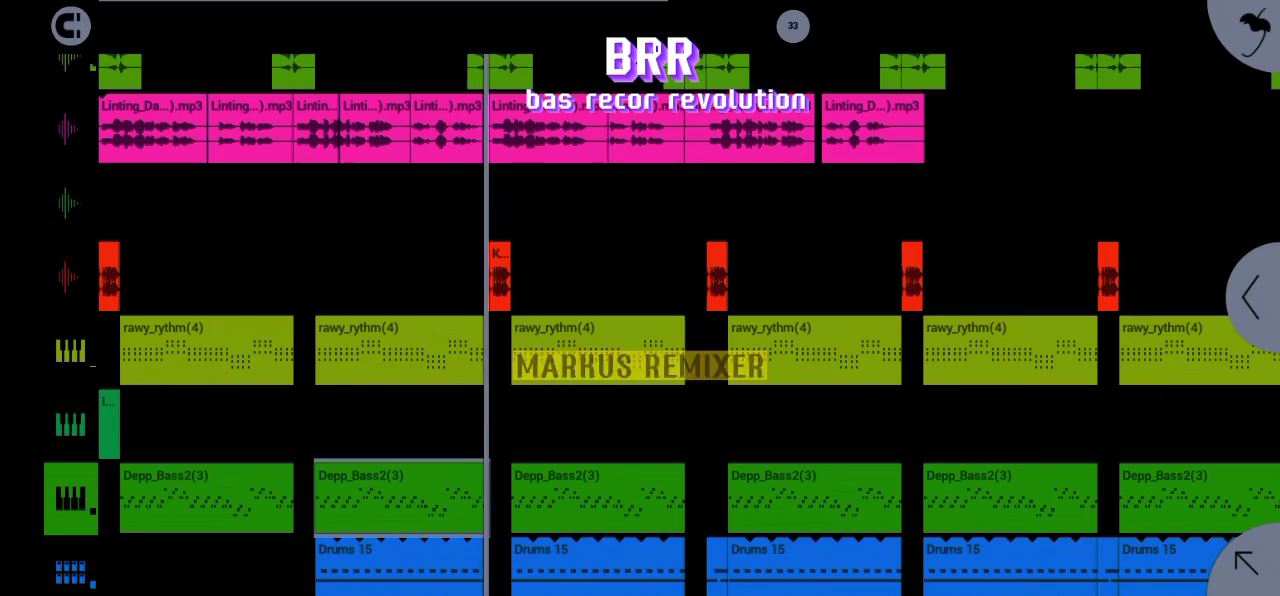 33
BRR
bas recor revolution
Linting_Da...).mp3 Linting...).mp3 Lintin...).mp3 Linti...).mp3 Linti...).mp3 Linting_D...).mp3
K...
rawy_rythm(4) rawy_rythm(4) rawy_rythm(4) rawy_rythm(4) rawy_rythm(4) rawy_rythm(4)
MARKUS REMIXER
I...
Depp_Bass2(3) Depp_Bass2(3) Depp_Bass2(3) Depp_Bass2(3) Depp_Bass2(3) Depp_Bass2(3)
Drums 15 Drums 15 Drums 15 Drums 15 Drums 15